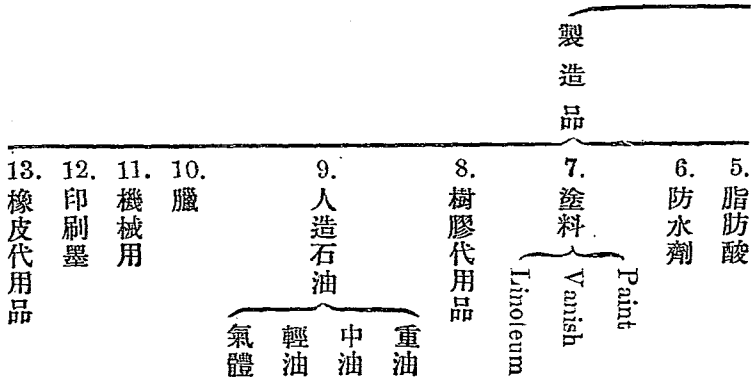 製造品
5. 脂肪酸
6. 防水劑
7. 塗料
Paint
Vanish
Linoleum
8. 樹膠代用品
9. 人造石油
重油
中油
輕油
氣體
10. 臘
11. 機械用
12. 印刷墨
13. 橡皮代用品